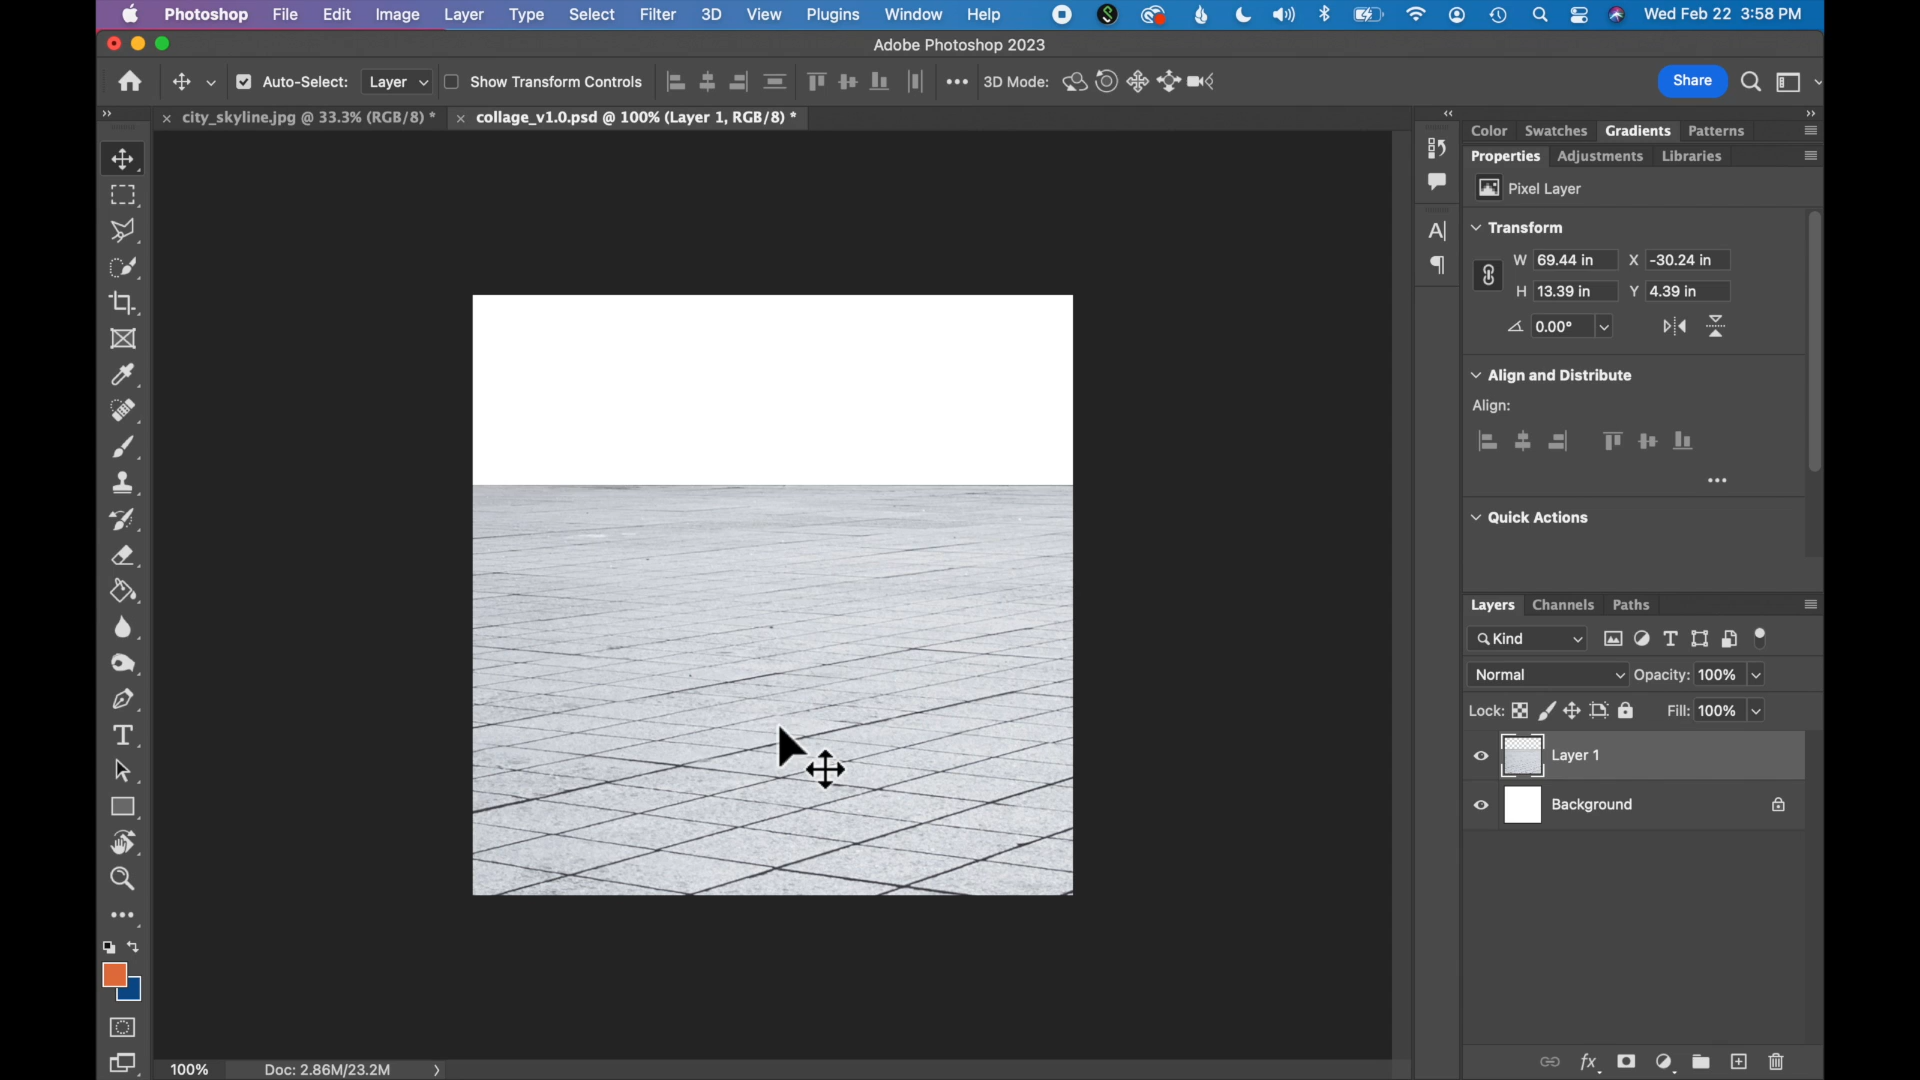 Photoshop File Edit Image Layer Type Select Filter 3D View Plugins Window Help Wed Feb 22 3:58 PM
Adobe Photoshop 2023
Auto-Select: Layer Show Transform Controls 3D Mode: Share
city_skyline.jpg @ 33.3% (RGB/8) * collage_v1.0.psd @ 100% (Layer 1, RGB/8) *
Color Swatches Gradients Patterns
Properties Adjustments Libraries
Pixel Layer
Transform
W 69.44 in X -30.24 in
H 13.39 in Y 4.39 in
0.00°
Align and Distribute
Align:
Quick Actions
Layers Channels Paths
Kind
Normal Opacity: 100%
Lock: Fill: 100%
Layer 1
Background
100% Doc: 2.86M/23.2M